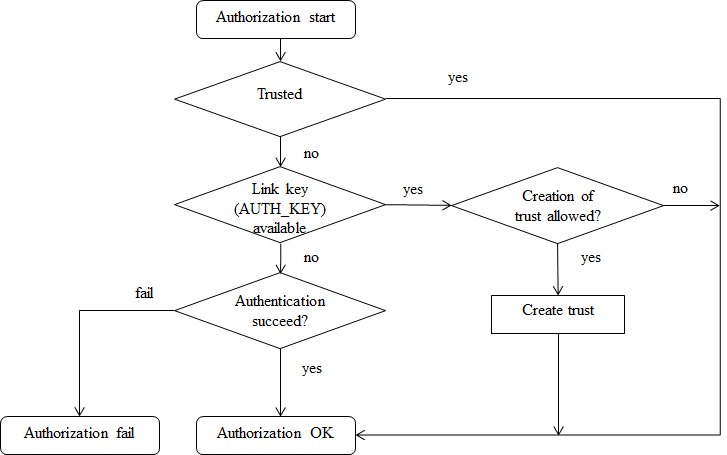 Authorization start
yes
Trusted
no
Link key
(AUTH_KEY)
available
yes
Creation of
trust allowed?
no
no
yes
fail
Authentication
succeed?
Create trust
yes
Authorization fail
Authorization OK